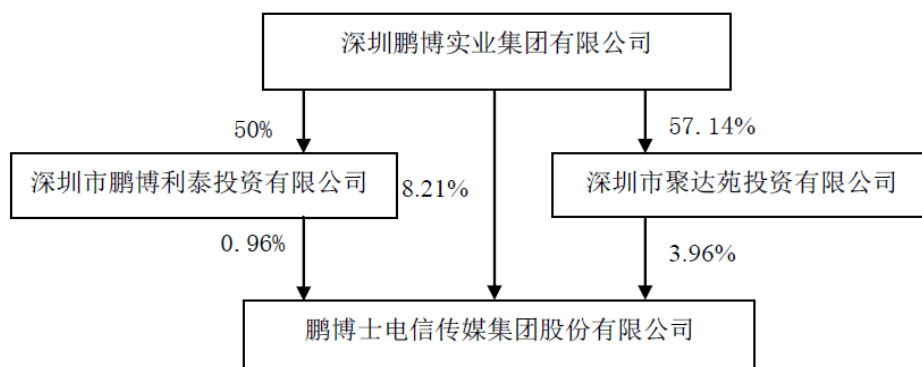 深圳鹏博实业集团有限公司
50%
57.14%
深圳市鹏博利泰投资有限公司
8.21%
深圳市聚达苑投资有限公司
0.96%
3.96%
鹏博士电信传媒集团股份有限公司